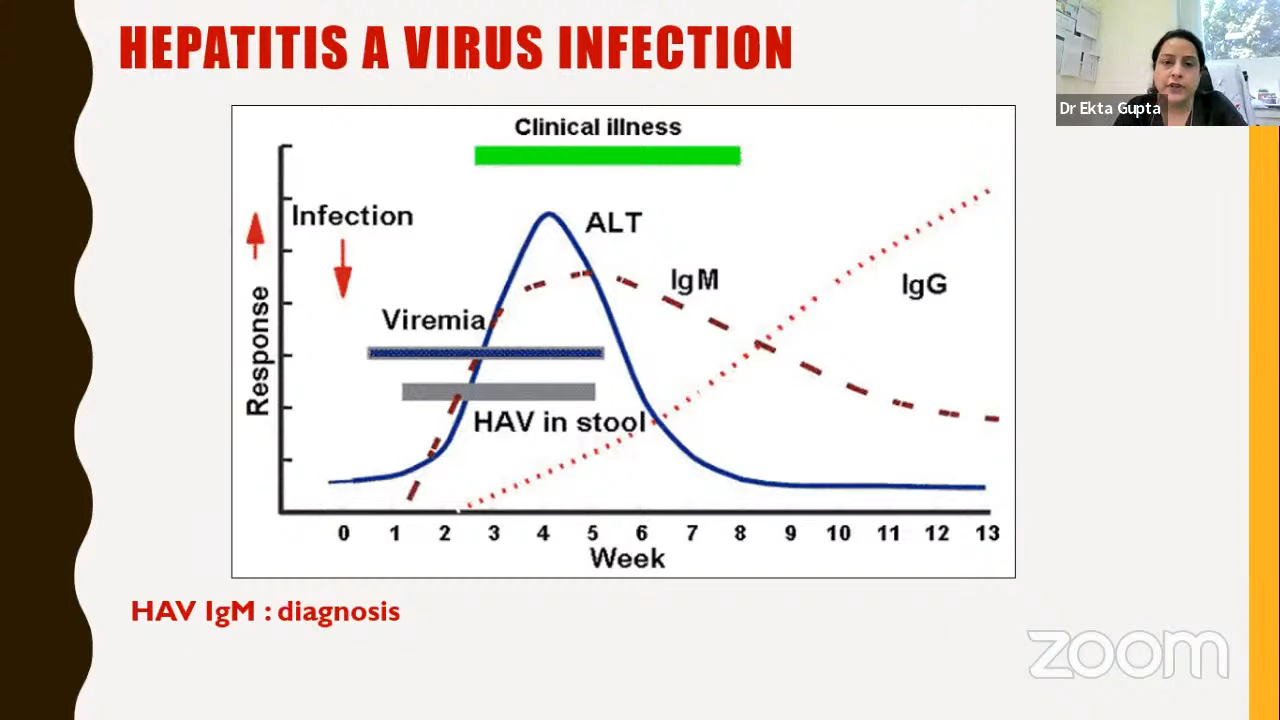 HEPATITIS A VIRUS INFECTION
Dr Ekta Gupta
Clinical illness
Infection
ALT
IgM
IgG
Viremia
HAV in stool
Response
0 1 2 3 4 5 6 7 8 9 10 11 12 13
Week
HAV IgM : diagnosis
zoom